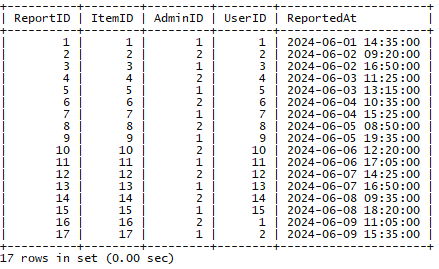 +----------+--------+---------+--------+---------------------+
| ReportID | ItemID | AdminID | UserID | ReportedAt          |
+----------+--------+---------+--------+---------------------+
|        1 |      1 |       1 |      1 | 2024-06-01 14:35:00 |
|        2 |      2 |       2 |      2 | 2024-06-02 09:20:00 |
|        3 |      3 |       1 |      3 | 2024-06-02 16:50:00 |
|        4 |      4 |       2 |      4 | 2024-06-03 11:25:00 |
|        5 |      5 |       1 |      5 | 2024-06-03 13:15:00 |
|        6 |      6 |       2 |      6 | 2024-06-04 10:35:00 |
|        7 |      7 |       1 |      7 | 2024-06-04 15:25:00 |
|        8 |      8 |       2 |      8 | 2024-06-05 08:50:00 |
|        9 |      9 |       1 |      9 | 2024-06-05 19:35:00 |
|       10 |     10 |       2 |     10 | 2024-06-06 12:20:00 |
|       11 |     11 |       1 |     11 | 2024-06-06 17:05:00 |
|       12 |     12 |       2 |     12 | 2024-06-07 14:25:00 |
|       13 |     13 |       1 |     13 | 2024-06-07 16:50:00 |
|       14 |     14 |       2 |     14 | 2024-06-08 09:35:00 |
|       15 |     15 |       1 |     15 | 2024-06-08 18:20:00 |
|       16 |     16 |       2 |      1 | 2024-06-09 11:05:00 |
|       17 |     17 |       1 |      2 | 2024-06-09 15:35:00 |
+----------+--------+---------+--------+---------------------+
17 rows in set (0.00 sec)